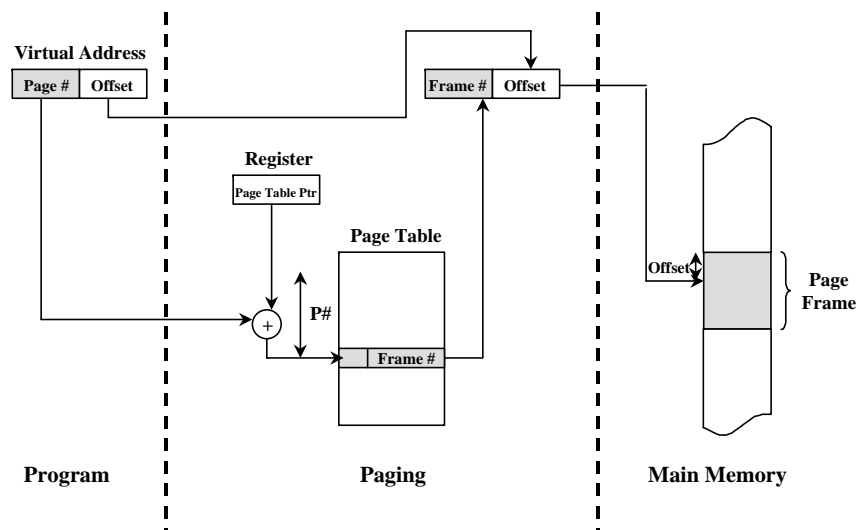 Virtual Address
Page # Offset
Frame # Offset
Register
Page Table Ptr
Page Table
Offset
P#
Page
Frame
+
Frame #
Program Paging Main Memory